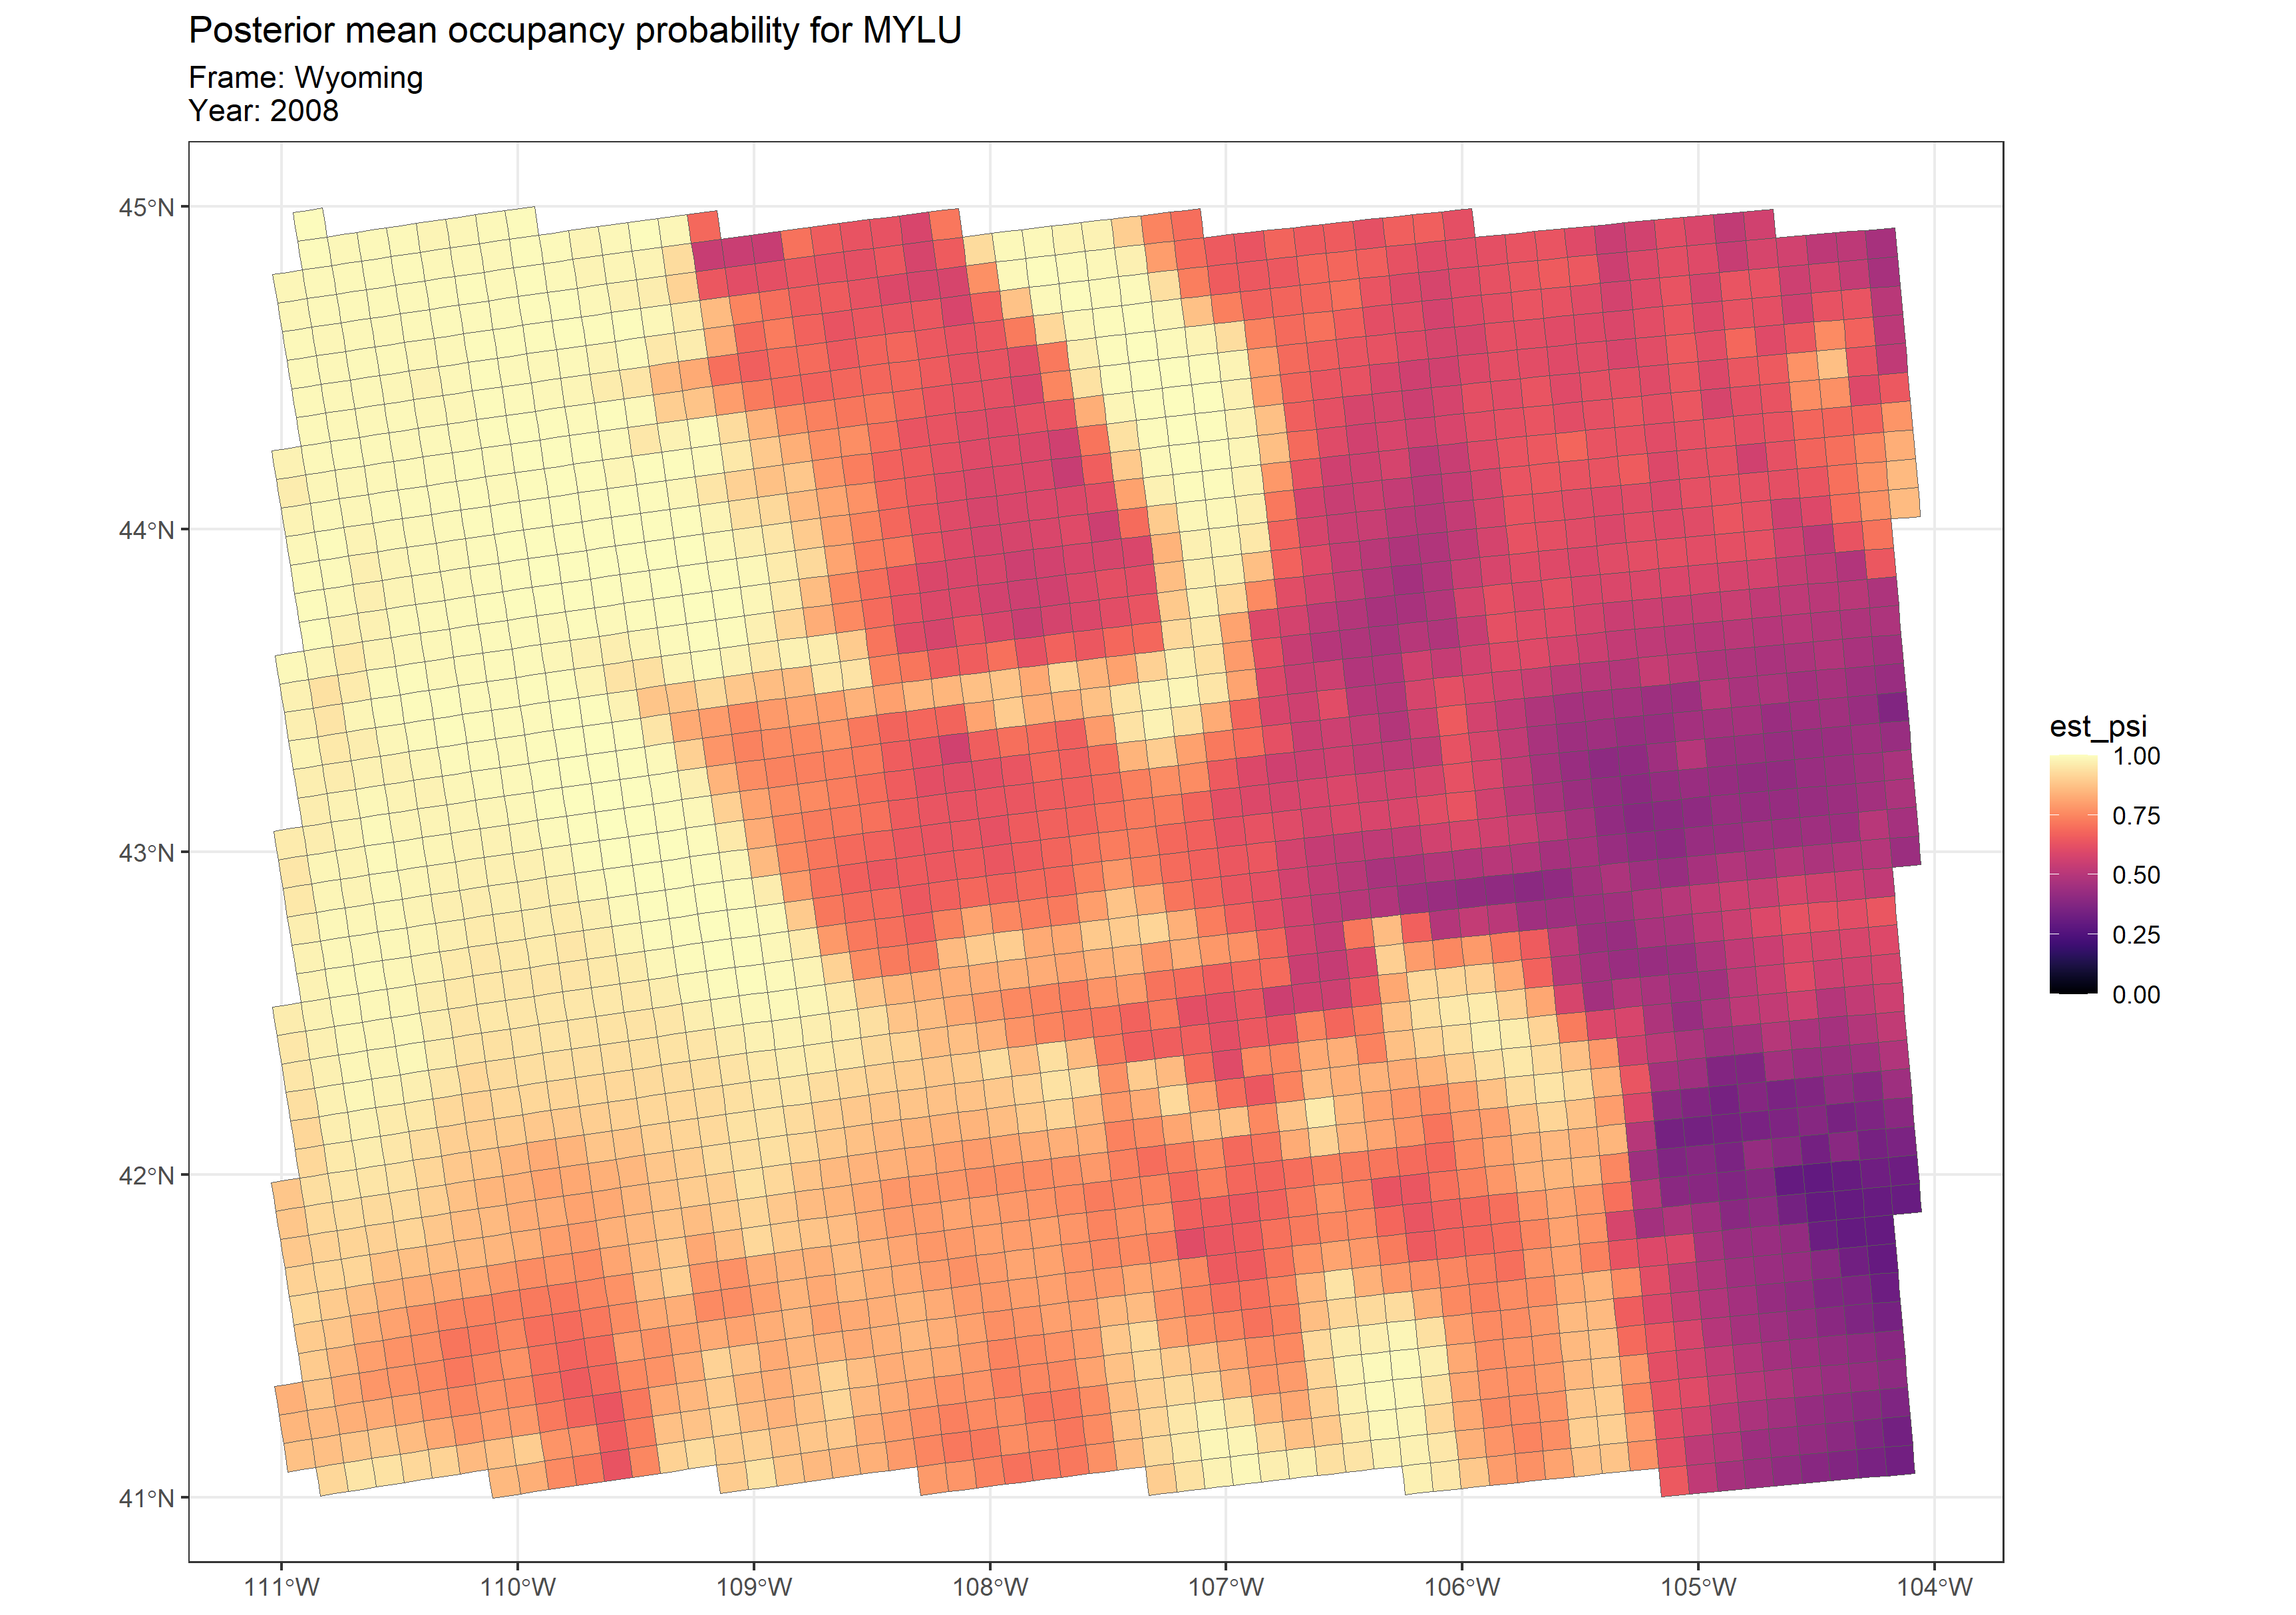 Posterior mean occupancy probability for MYLU
Frame: Wyoming
Year: 2008
45°N
44°N
43°N
42°N
41°N
111°W
110°W
109°W
108°W
107°W
106°W
105°W
104°W
est_psi
1.00
0.75
0.50
0.25
0.00